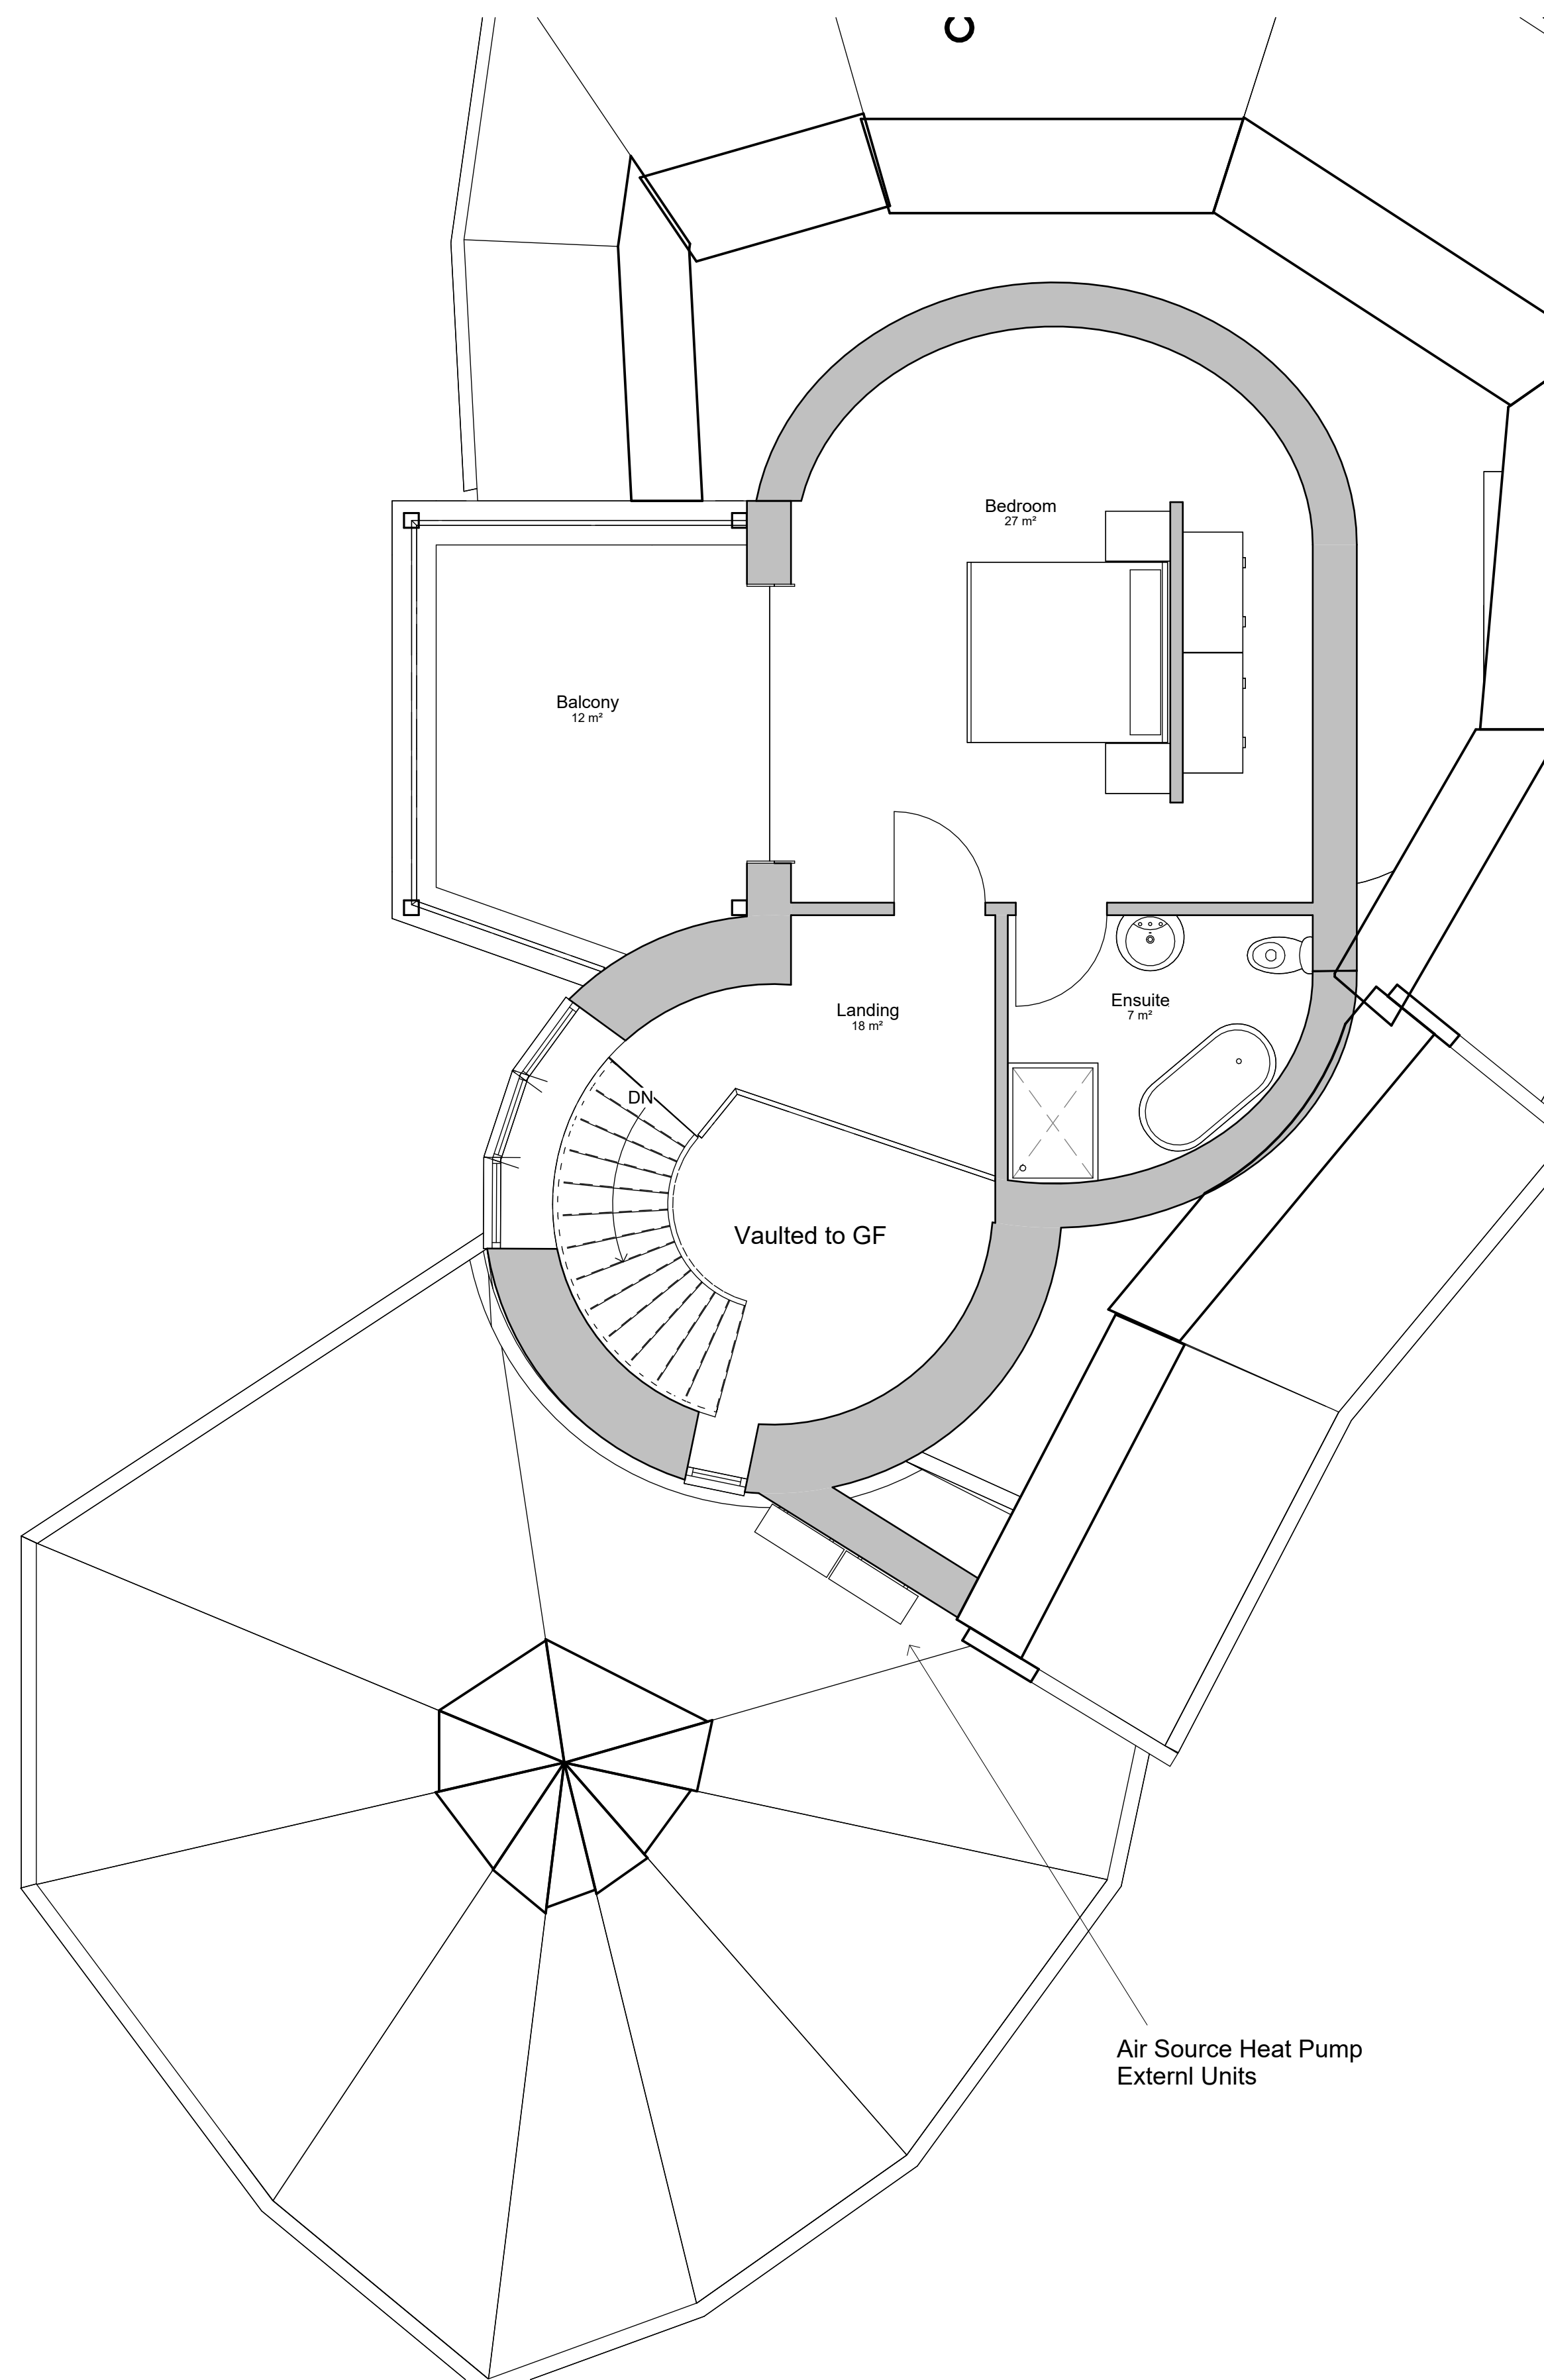 Bedroom
27 m²
Balcony
12 m²
Landing
18 m²
Ensuite
7 m²
DN
Vaulted to GF
Air Source Heat Pump
Externl Units